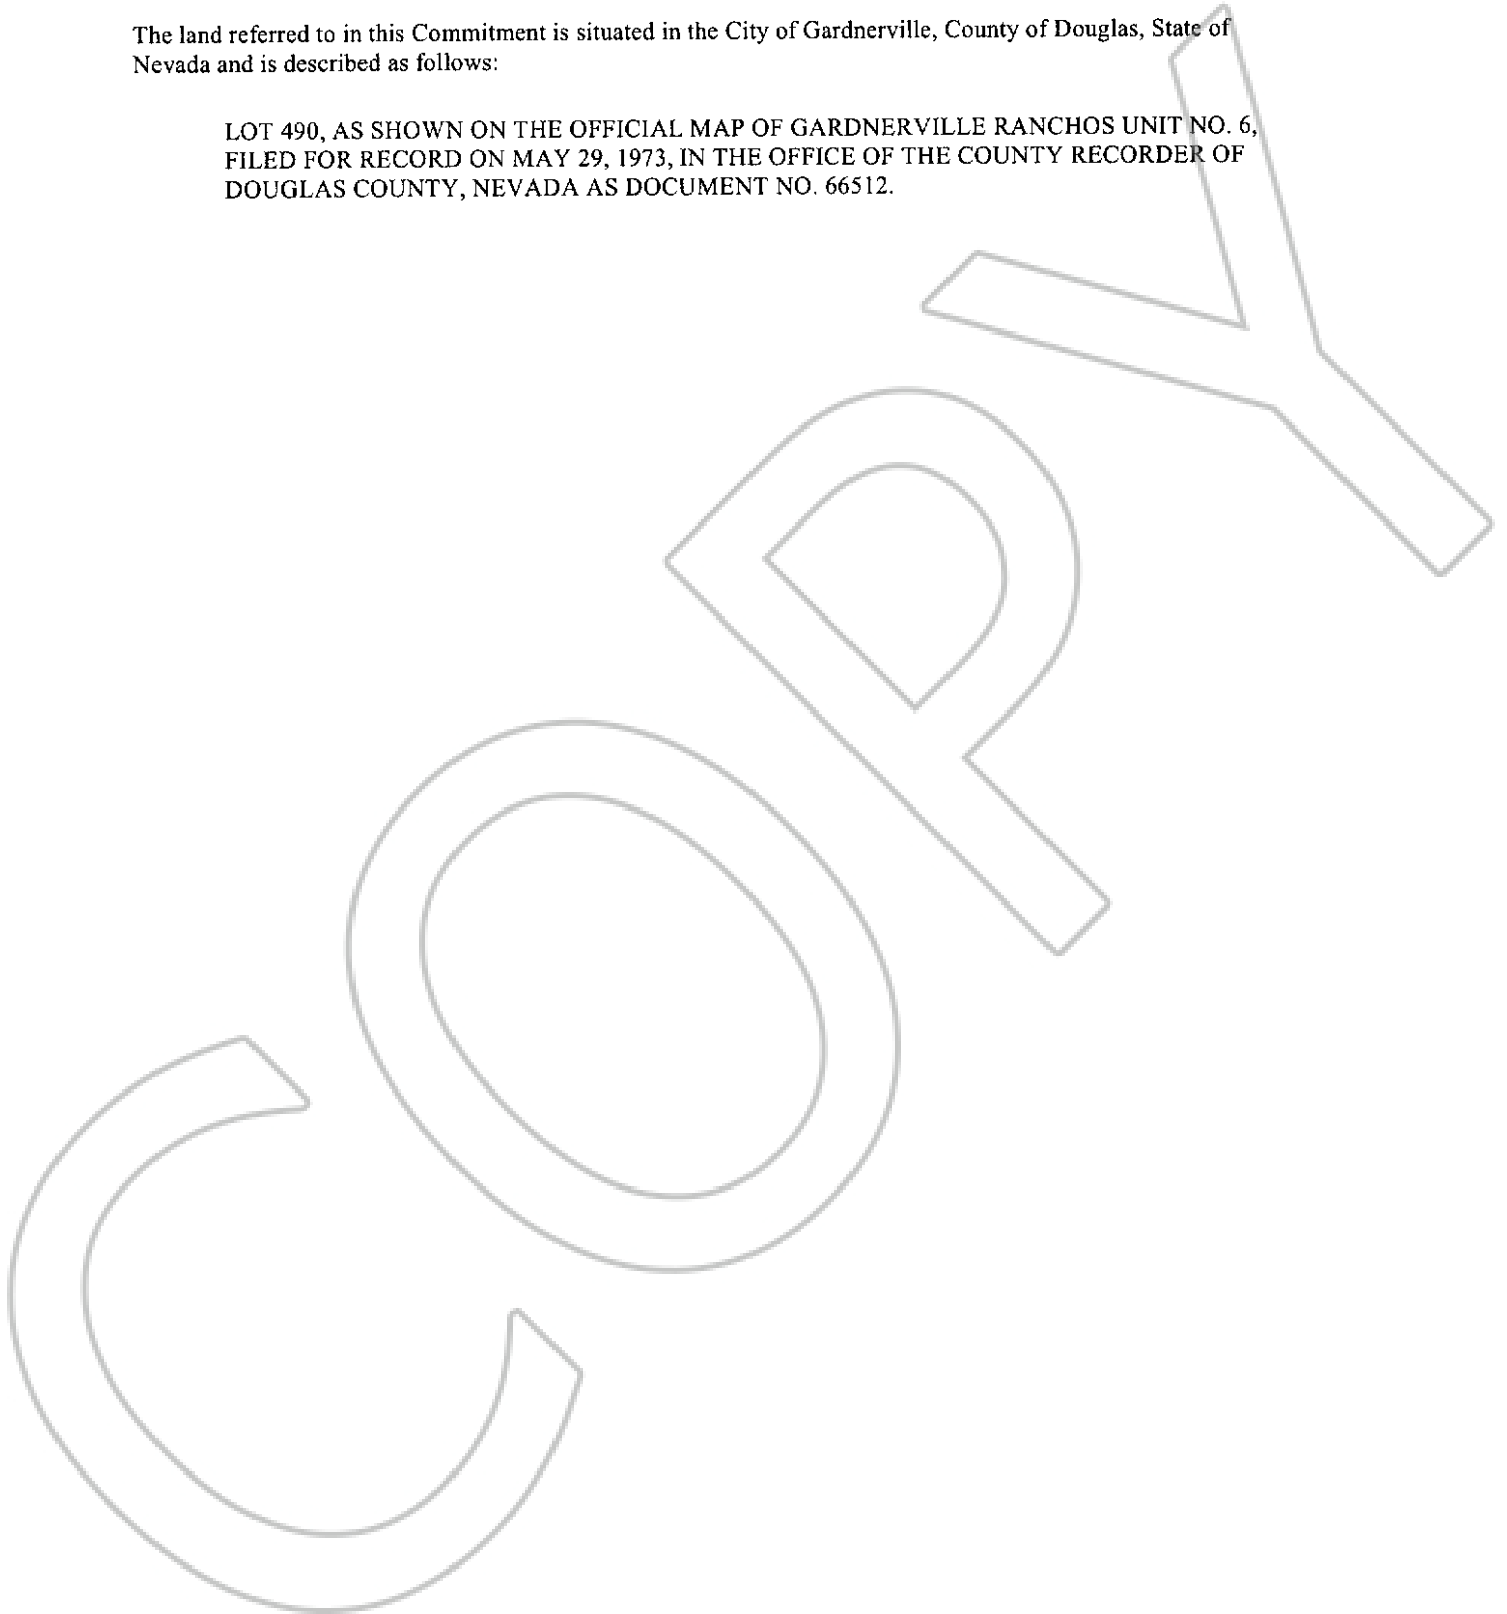 The land referred to in this Commitment is situated in the City of Gardnerville, County of Douglas, State of
Nevada and is described as follows:
LOT 490, AS SHOWN ON THE OFFICIAL MAP OF GARDNERVILLE RANCHOS UNIT NO. 6,
FILED FOR RECORD ON MAY 29, 1973, IN THE OFFICE OF THE COUNTY RECORDER OF
DOUGLAS COUNTY, NEVADA AS DOCUMENT NO. 66512.
COPY